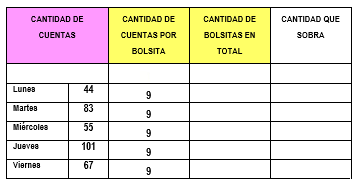 CANTIDAD DE CUENTAS
CANTIDAD DE CUENTAS POR BOLSITA
CANTIDAD DE BOLSITAS EN TOTAL
CANTIDAD QUE SOBRA
Lunes 44 9
Martes 83 9
Miércoles 55 9
Jueves 101 9
Viernes 67 9